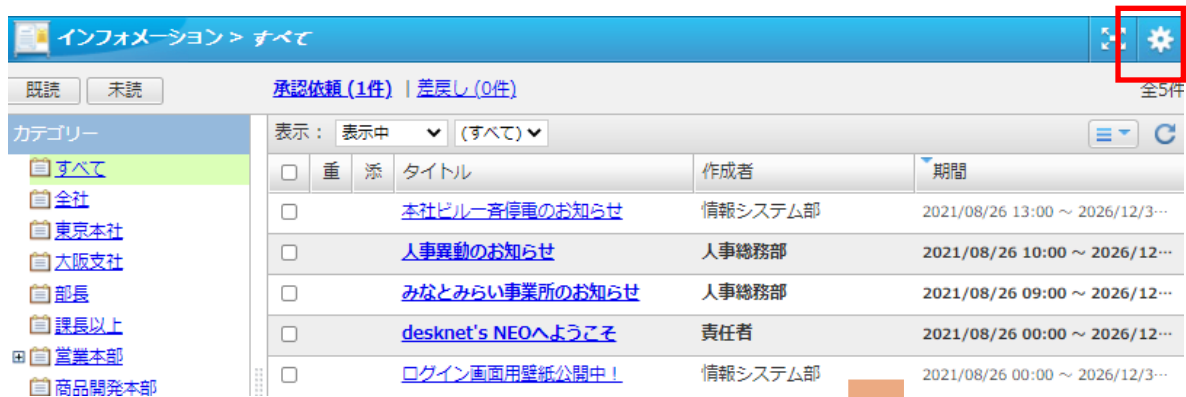 インフォメーション > すべて
既読 未読 承認依頼 (1件) | 差戻し (0件) 全5件
カテゴリー
すべて
全社
東京本社
大阪支社
部長
課長以上
営業本部
商品開発本部
表示： 表示中 (すべて)
重 添 タイトル 作成者 期間
本社ビル一斉停電のお知らせ 情報システム部 2021/08/26 13:00 ～ 2026/12/3…
人事異動のお知らせ 人事総務部 2021/08/26 10:00 ～ 2026/12…
みなとみらい事業所のお知らせ 人事総務部 2021/08/26 09:00 ～ 2026/12…
desknet's NEOへようこそ 責任者 2021/08/26 00:00 ～ 2026/12…
ログイン画面用壁紙公開中！ 情報システム部 2021/08/26 00:00 ～ 2026/12/3…